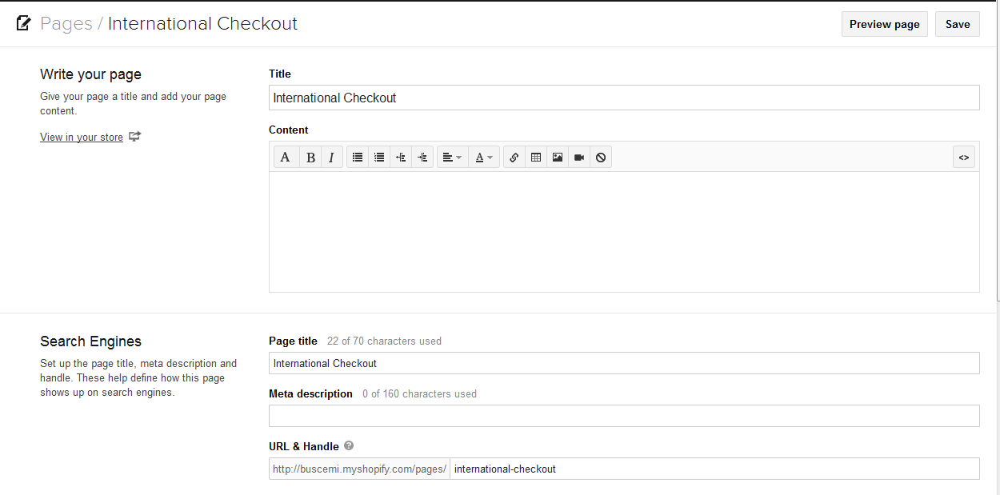 Pages / International Checkout
Preview page
Save
Write your page
Give your page a title and add your page
content.
View in your store
Title
International Checkout
Content
A B I A <>
Search Engines
Set up the page title, meta description and
handle. These help define how this page
shows up on search engines.
Page title 22 of 70 characters used
International Checkout
Meta description 0 of 160 characters used
URL & Handle ?
http://buscemi.myshopify.com/pages/ international-checkout